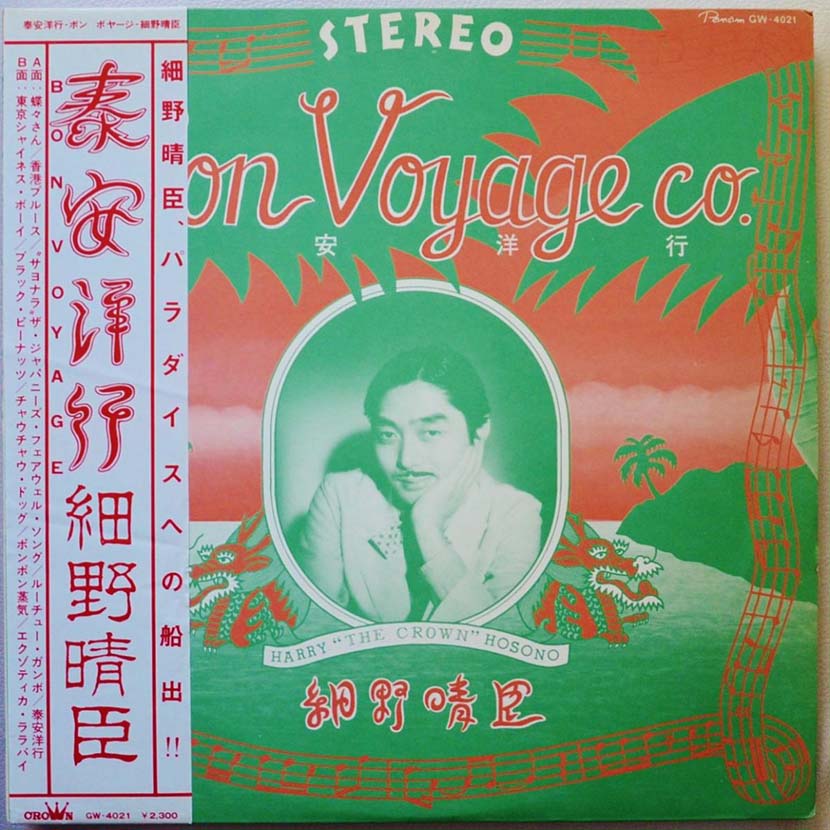 泰安洋行・ボン ボヤージ・細野晴臣
細野晴臣、パラダイスへの船出!!
泰安洋行
細野晴臣
BON VOYAGE
A面:蝶々さん/香港ブルース/“サヨナラ”ザ・ジャパニーズ・フェアウェル・ソング/ルーチュー・ガンボ/泰安洋行
B面:東京シャイネス・ボーイ/ブラック・ピーナッツ/チャウチャウ・ドッグ/ポンポン蒸気/エクゾティカ・ララバイ
CROWN GW-4021 ¥2,300
STEREO
Panam GW-4021
on Voyage co.
安洋行
HARRY "THE CROWN" HOSONO
細野晴臣